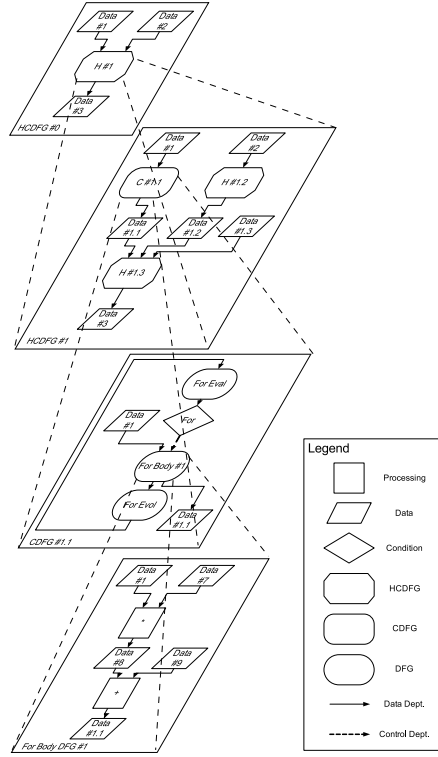 Data
#1
Data
#2
H #1
Data
#3
HCDFG #0
Data
#1
Data
#2
C #1.1
H #1.2
Data
#1.1
Data
#1.2
Data
#1.3
H #1.3
Data
#3
HCDFG #1
For Eval
Data
#1
For
For Body #1
For Evol
Data
#1.1
CDFG #1.1
Data
#1
Data
#7
*
Data
#8
Data
#9
+
Data
#1.1
For Body DFG #1
Legend
Processing
Data
Condition
HCDFG
CDFG
DFG
Data Dept.
Control Dept.